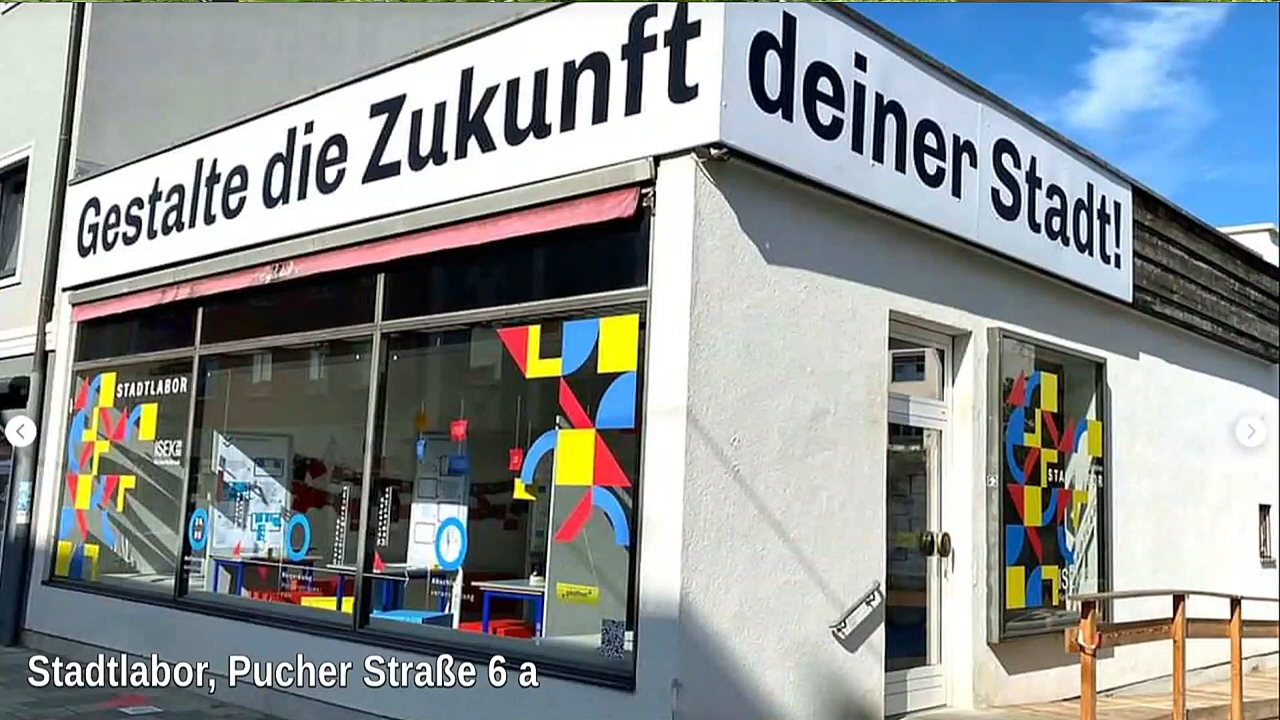 Gestalte die Zukunft deiner Stadt!
STADTLABOR
ISEK
Stadtlabor, Pucher Straße 6 a